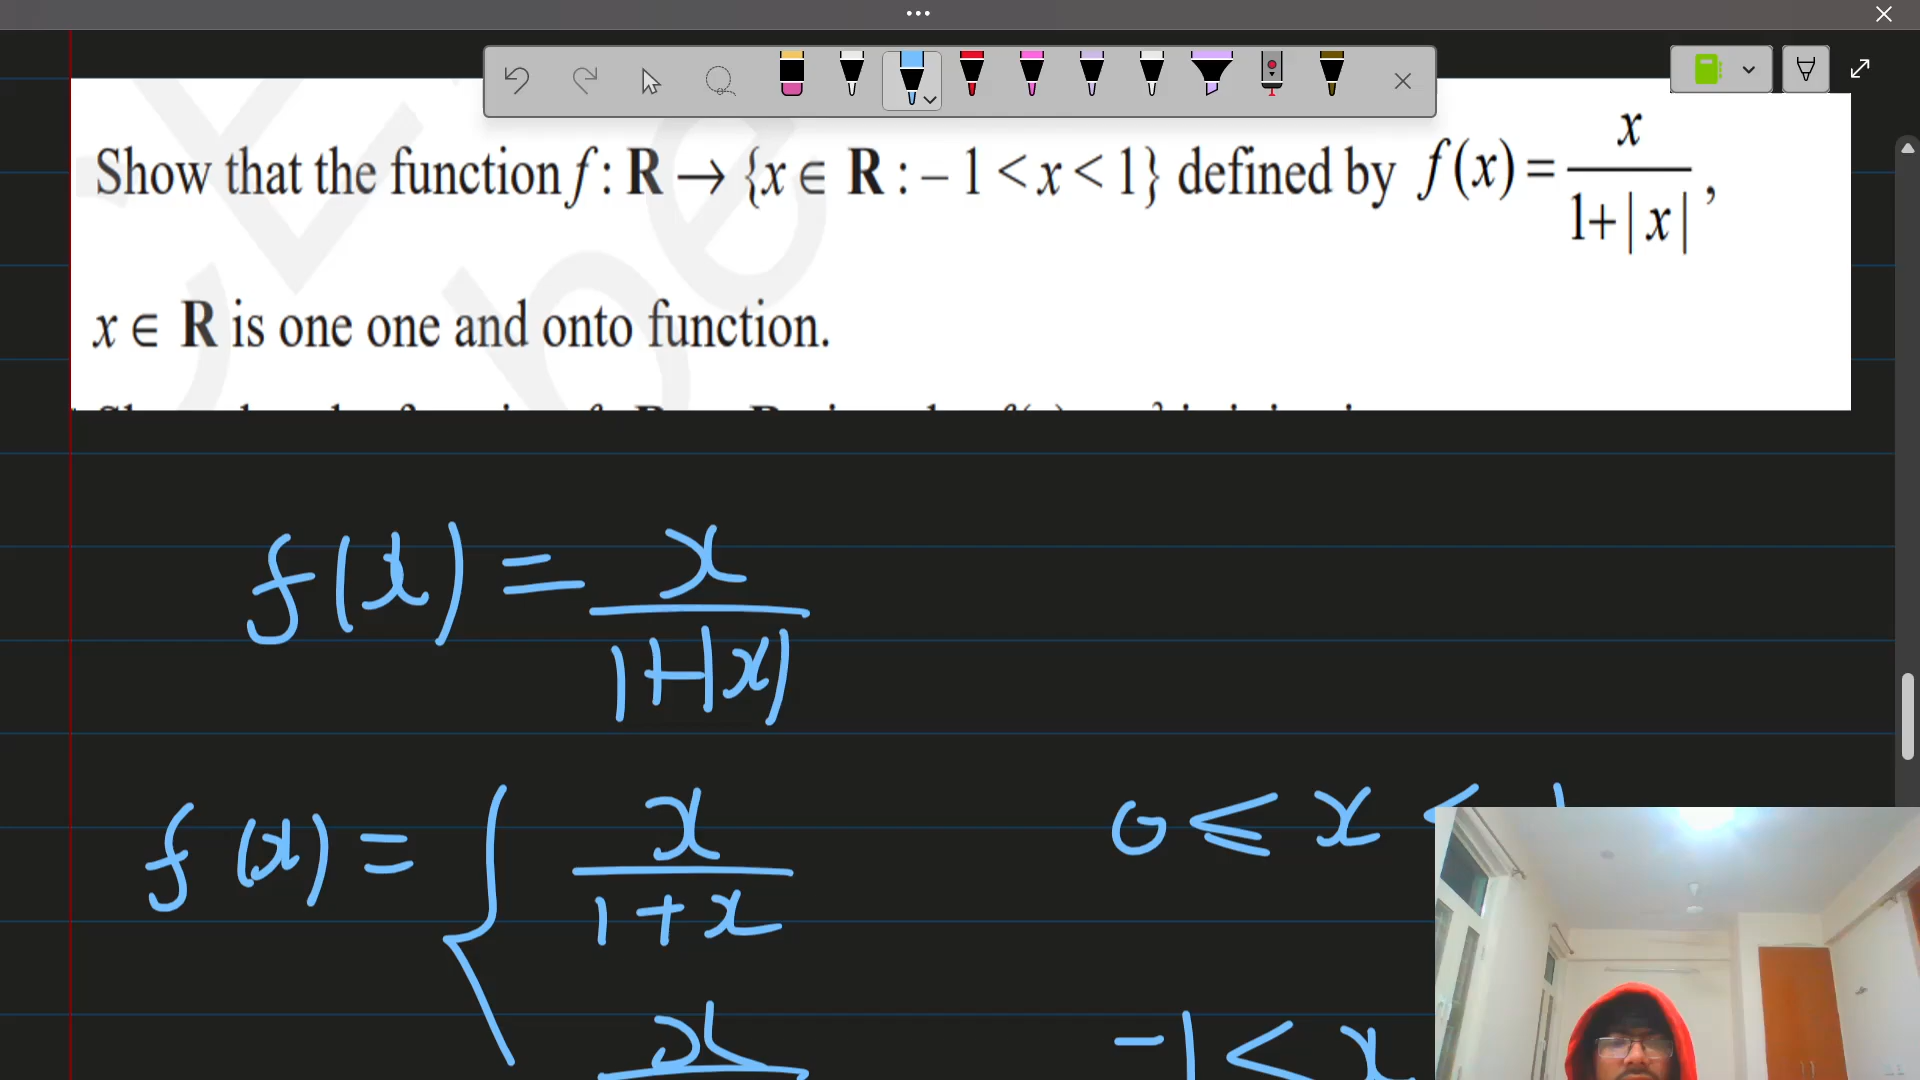 Show that the function f : R → {x ∈ R : – 1 < x < 1} defined by f(x) = x / 1+| x | ,
x ∈ R is one one and onto function.
f(x) = x / 1+|x|
f(x) = { x / 1+x 0 ≤ x <
x -1 < x